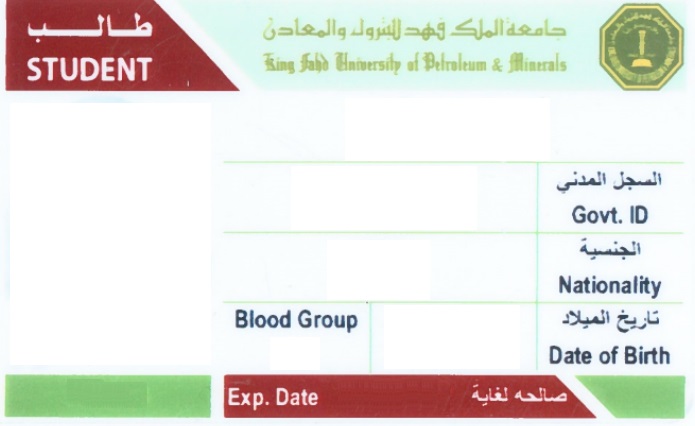 طالب
STUDENT
جامعة الملك فهد للبترول والمعادن
King Fahd University of Petroleum & Minerals
السجل المدني
Govt. ID
الجنسية
Nationality
تاريخ الميلاد
Date of Birth
Blood Group
Exp. Date
صالحه لغاية